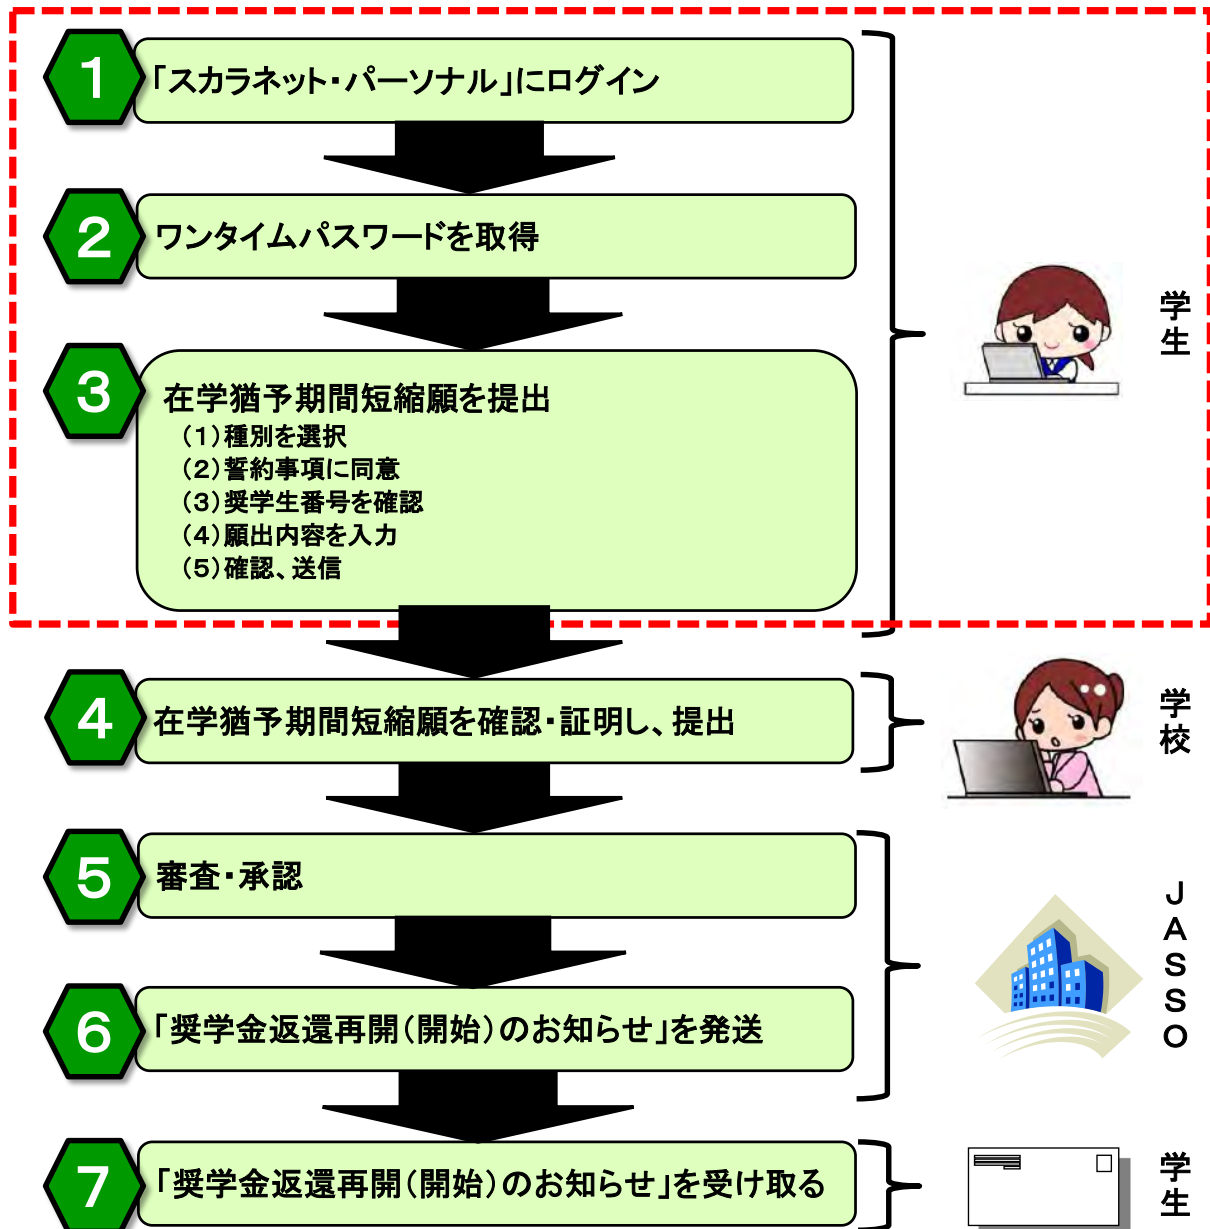 1
「スカラネット・パーソナル」にログイン
2
ワンタイムパスワードを取得
3
在学猶予期間短縮願を提出
(1)種別を選択
(2)誓約事項に同意
(3)奨学生番号を確認
(4)願出内容を入力
(5)確認、送信
学生
4
在学猶予期間短縮願を確認・証明し、提出
学校
5
審査・承認
6
「奨学金返還再開(開始)のお知らせ」を発送
JASSO
7
「奨学金返還再開(開始)のお知らせ」を受け取る
学生